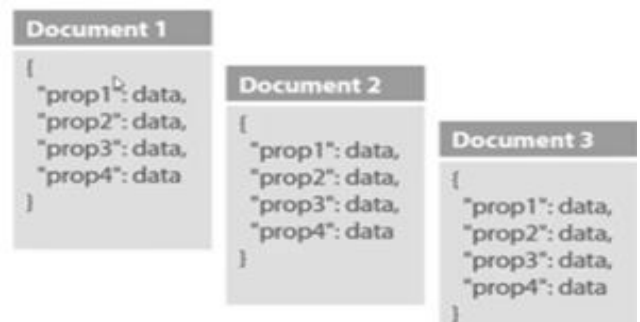 Document 1
{
"prop1": data,
"prop2": data,
"prop3": data,
"prop4": data
}
Document 2
{
"prop1": data,
"prop2": data,
"prop3": data,
"prop4": data
}
Document 3
{
"prop1": data,
"prop2": data,
"prop3": data,
"prop4": data
}